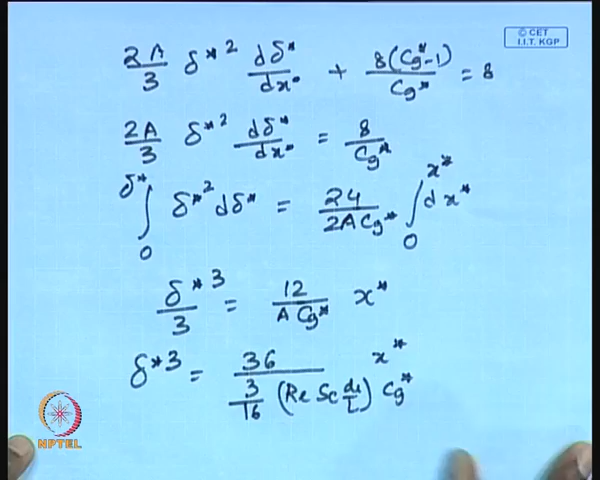 © CET
I.I.T. KGP
2A/3 δ*² dδ*/dx* + 8(Cg*-1)/Cg* = 8
2A/3 δ*² dδ*/dx* = 8/Cg*
∫₀^δ* δ*² dδ* = 24/2ACg* ∫₀^x* dx*
δ*³/3 = 12/ACg* x*
δ*³ = 36/(3/16 (Re Sc de/L) Cg*) x*
NPTEL